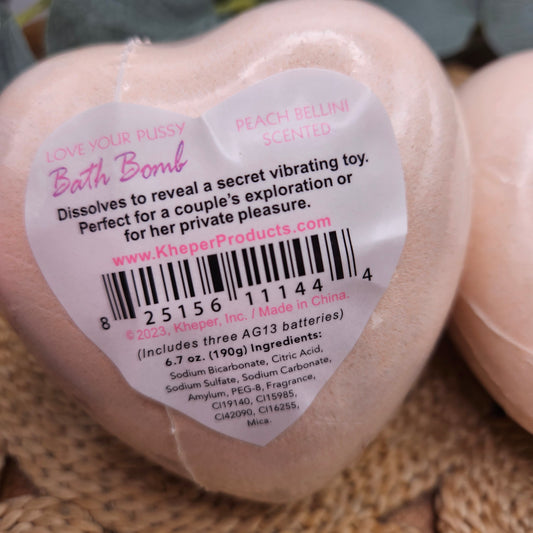 LOVE YOUR PUSSY
Bath Bomb
PEACH BELLINI
SCENTED
Dissolves to reveal a secret vibrating toy.
Perfect for a couple's exploration or
for her private pleasure.
www.KheperProducts.com
8 25156 11144 4
©2023, Kheper, Inc. / Made in China.
(Includes three AG13 batteries)
6.7 oz. (190g) Ingredients:
Sodium Bicarbonate, Citric Acid,
Sodium Sulfate, Sodium Carbonate,
Amylum, PEG-8, Fragrance,
CI19140, CI15985,
CI42090, CI16255,
Mica.